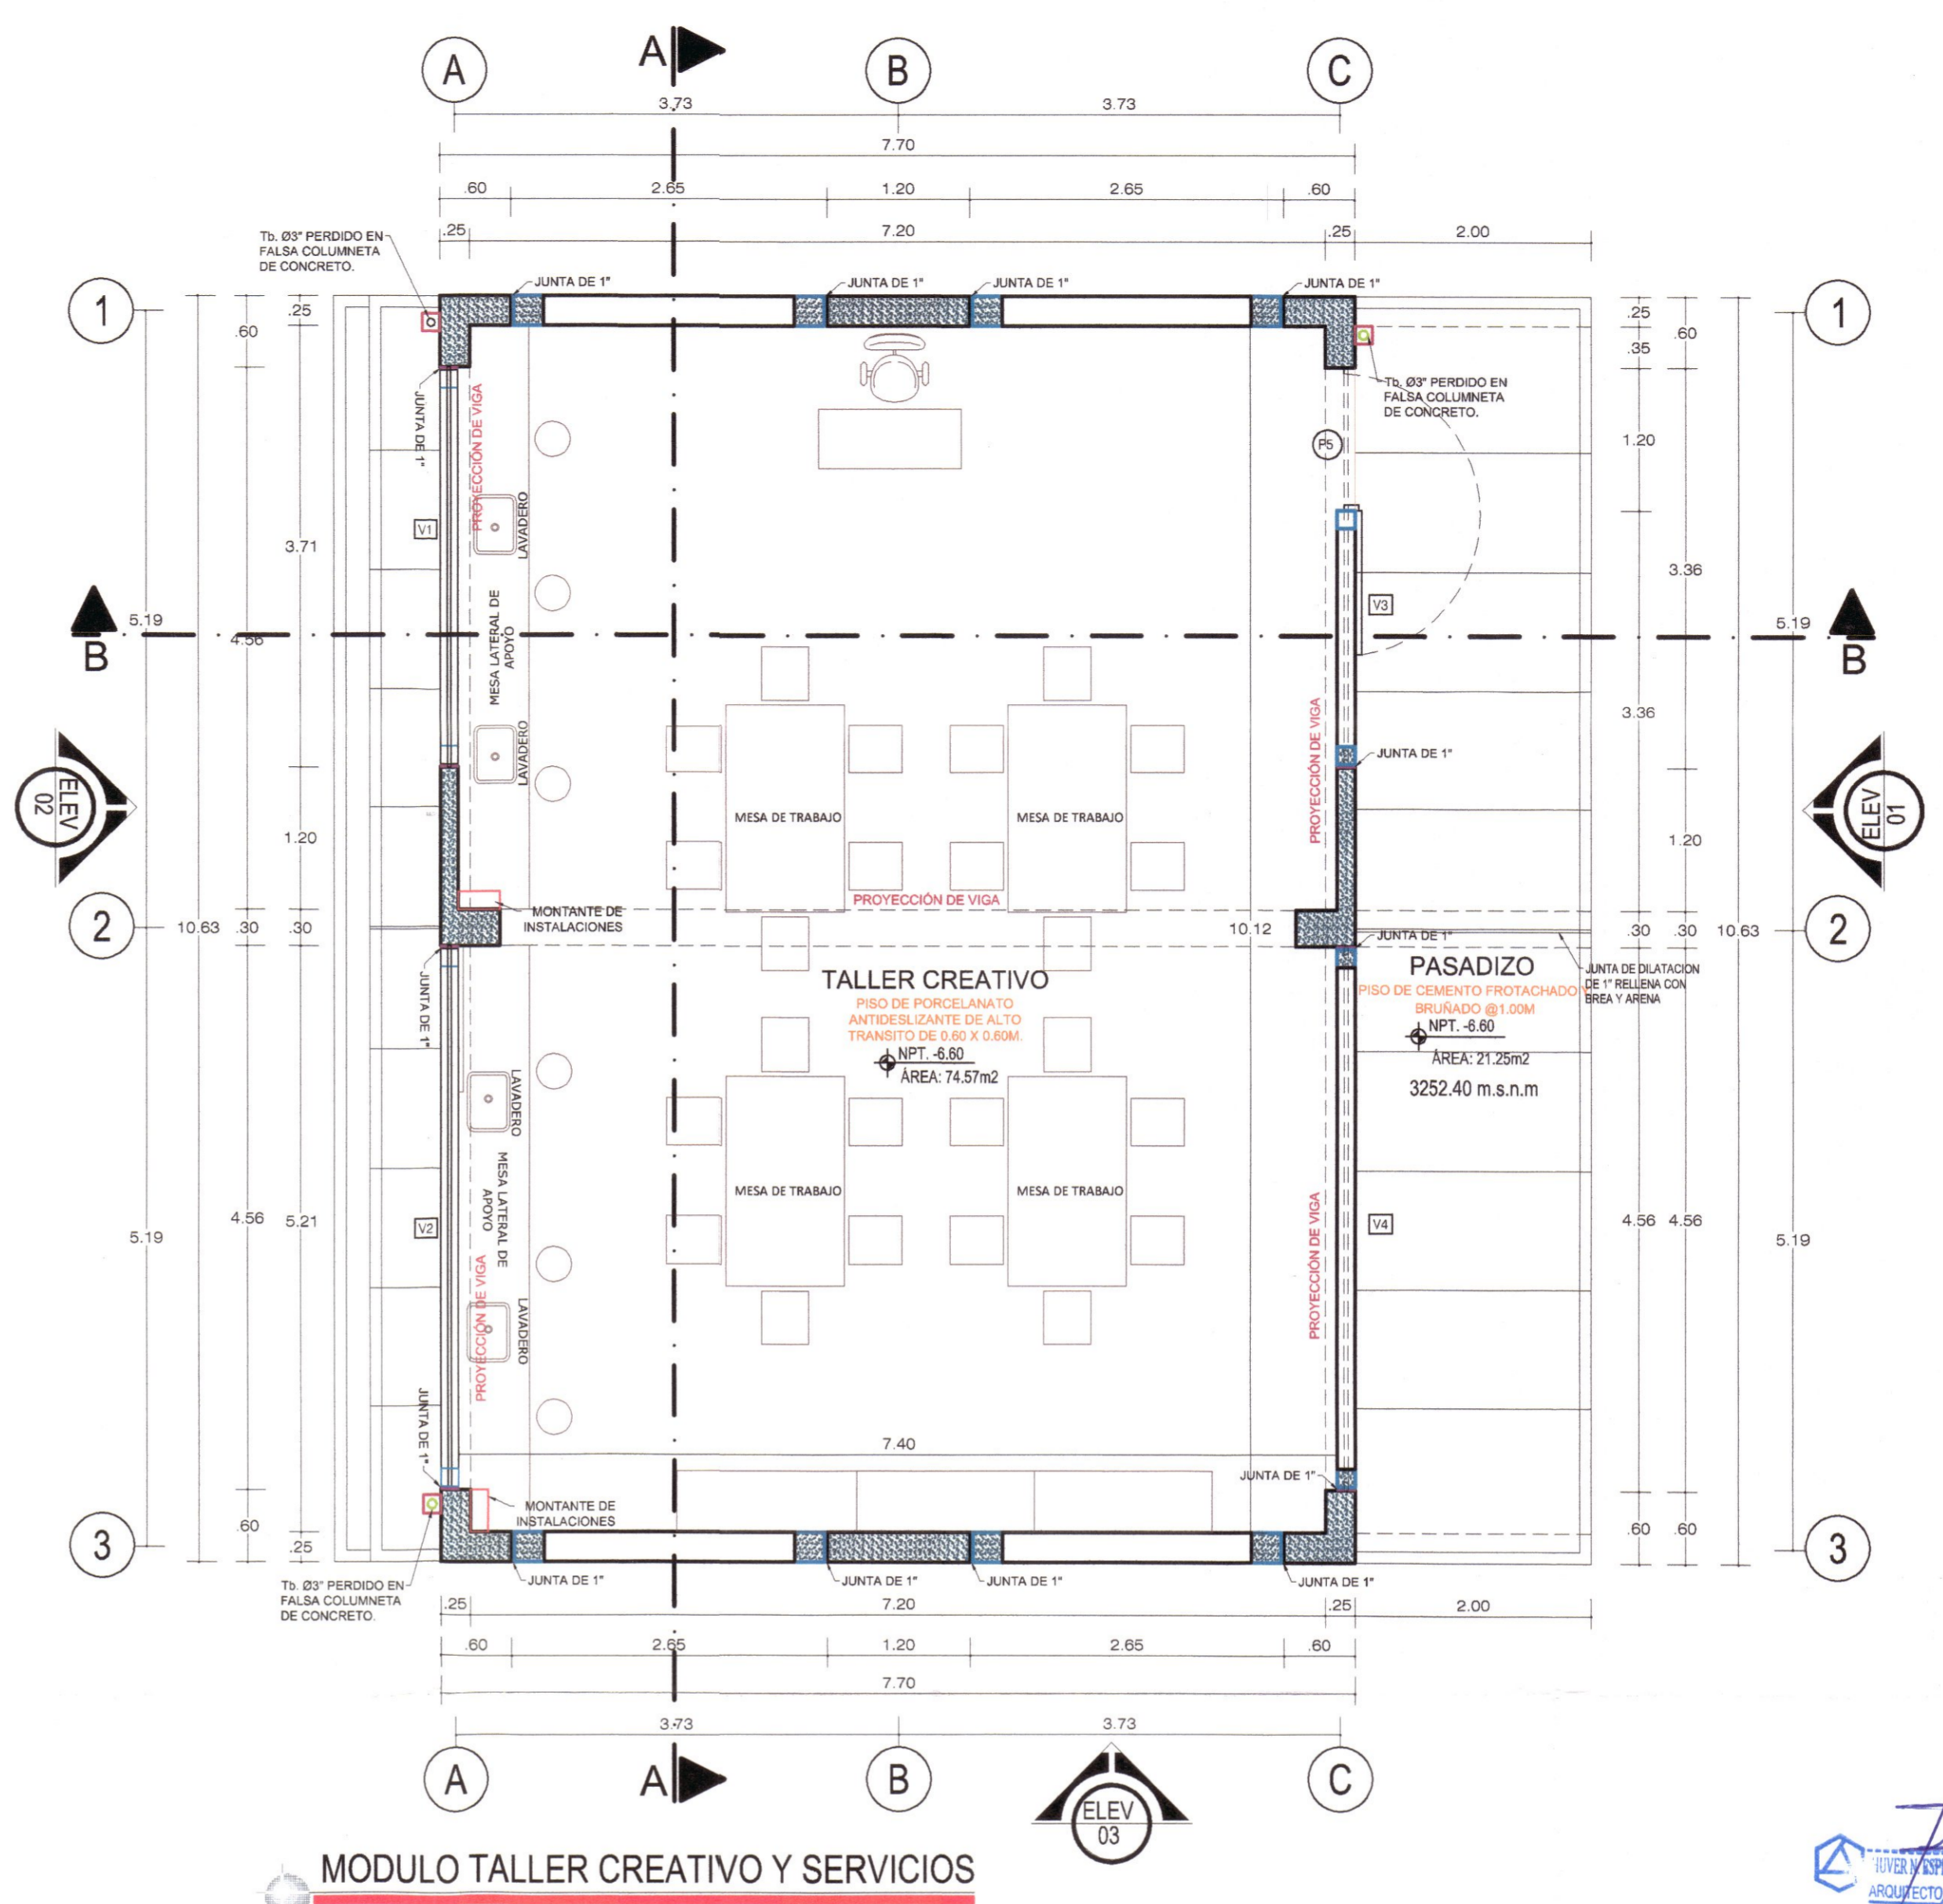 A
A
B
C
3.73
3.73
7.70
.60
2.65
1.20
2.65
.60
.25
7.20
.25
2.00
Tb. Ø3" PERDIDO EN
FALSA COLUMNETA
DE CONCRETO.
JUNTA DE 1"
JUNTA DE 1"
JUNTA DE 1"
JUNTA DE 1"
1
.25
.60
.25
.60
.35
1
Tb. Ø3" PERDIDO EN
FALSA COLUMNETA
DE CONCRETO.
JUNTA DE 1"
PROYECCIÓN DE VIGA
P5
1.20
V1
LAVADERO
3.71
3.36
V3
MESA LATERAL DE
APOYO
5.19
4.56
5.19
B
B
LAVADERO
PROYECCIÓN DE VIGA
3.36
JUNTA DE 1"
ELEV
02
ELEV
01
MESA DE TRABAJO
MESA DE TRABAJO
1.20
1.20
PROYECCIÓN DE VIGA
MONTANTE DE
INSTALACIONES
2
10.63
.30
.30
10.12
JUNTA DE 1"
.30
.30
10.63
2
JUNTA DE 1"
TALLER CREATIVO
PISO DE PORCELANATO
ANTIDESLIZANTE DE ALTO
TRANSITO DE 0.60 X 0.60M.
NPT. -6.60
ÁREA: 74.57m2
PASADIZO
PISO DE CEMENTO FROTACHADO Y
BRUÑADO @1.00M
NPT. -6.60
ÁREA: 21.25m2
3252.40 m.s.n.m
JUNTA DE DILATACION
DE 1" RELLENA CON
BREA Y ARENA
LAVADERO
MESA LATERAL DE
APOYO
MESA DE TRABAJO
MESA DE TRABAJO
V2
V4
5.19
4.56
5.21
4.56
4.56
5.19
PROYECCIÓN DE VIGA
PROYECCIÓN DE VIGA
LAVADERO
JUNTA DE 1"
7.40
JUNTA DE 1"
MONTANTE DE
INSTALACIONES
3
.60
.25
.60
.60
3
Tb. Ø3" PERDIDO EN
FALSA COLUMNETA
DE CONCRETO.
JUNTA DE 1"
JUNTA DE 1"
JUNTA DE 1"
JUNTA DE 1"
.25
7.20
.25
2.00
.60
2.65
1.20
2.65
.60
7.70
3.73
3.73
A
A
B
C
ELEV
03
MODULO TALLER CREATIVO Y SERVICIOS
ARQUITECTO